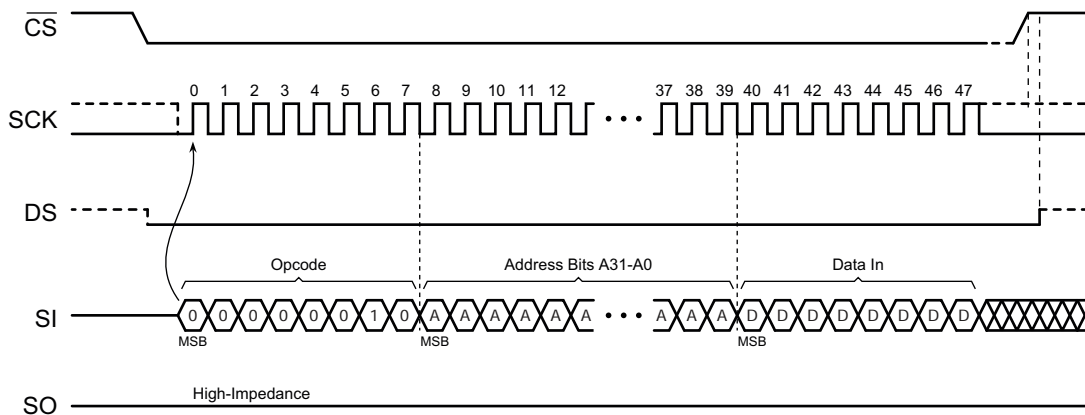 CS
0 1 2 3 4 5 6 7 8 9 10 11 12 37 38 39 40 41 42 43 44 45 46 47
SCK
DS
Opcode Address Bits A31-A0 Data In
SI 0 0 0 0 0 0 1 0 A A A A A A A A A D D D D D D D D
MSB MSB MSB
High-Impedance
SO